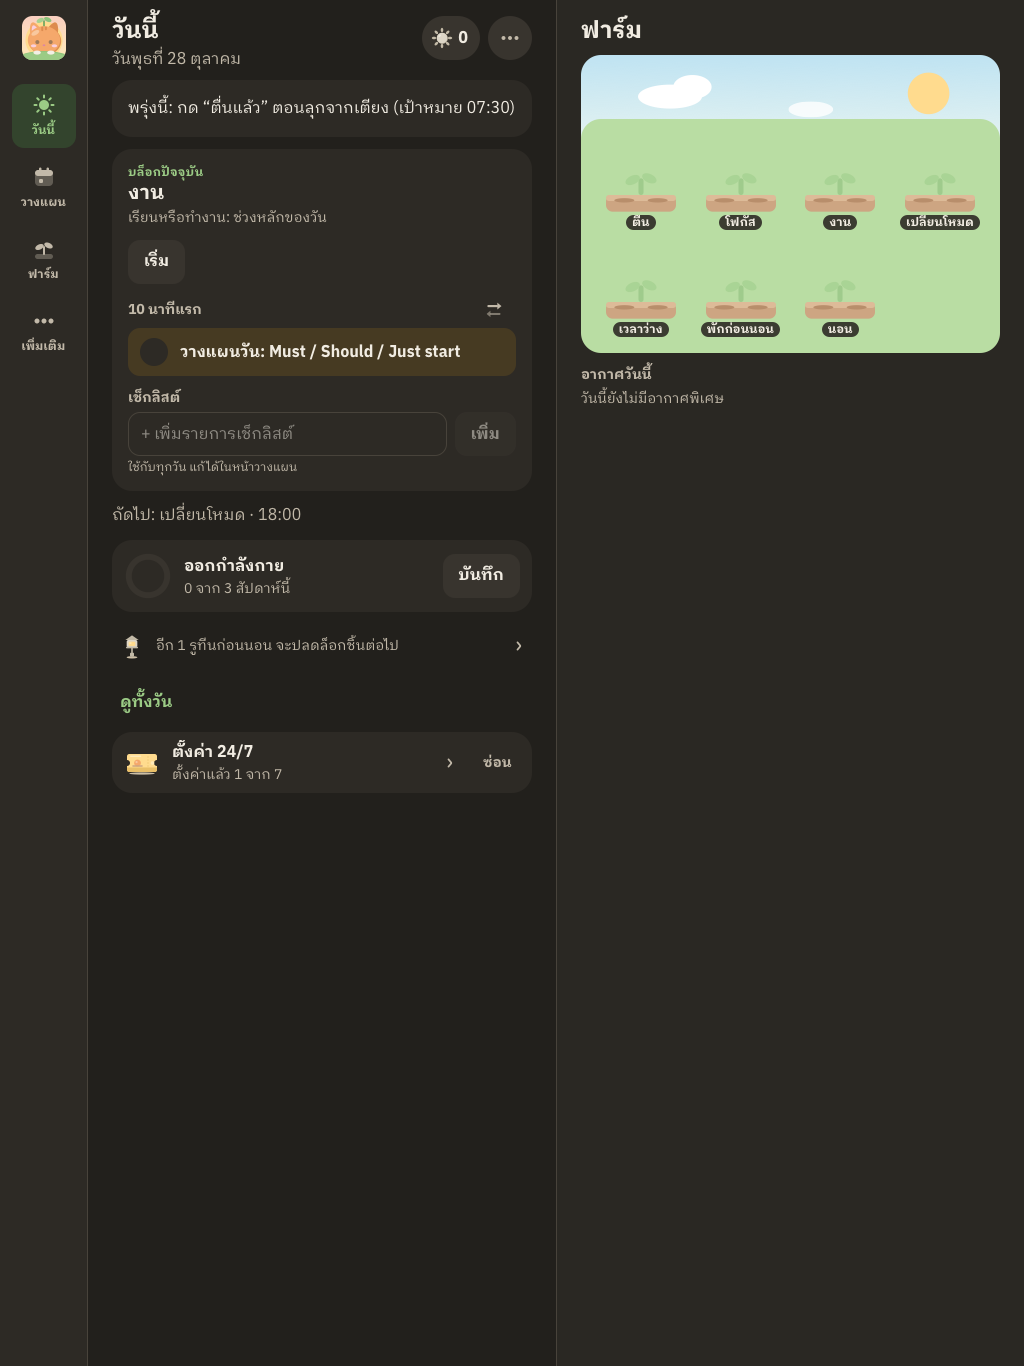 วันนี้
วางแผน
ฟาร์ม
เพิ่มเติม
วันนี้
วันพุธที่ 28 ตุลาคม
0
พรุ่งนี้: กด “ตื่นแล้ว” ตอนลุกจากเตียง (เป้าหมาย 07:30)
บล็อกปัจจุบัน
งาน
เรียนหรือทำงาน: ช่วงหลักของวัน
เริ่ม
10 นาทีแรก
วางแผนวัน: Must / Should / Just start
เช็กลิสต์
+ เพิ่มรายการเช็กลิสต์
เพิ่ม
ใช้กับทุกวัน แก้ได้ในหน้าวางแผน
ถัดไป: เปลี่ยนโหมด · 18:00
ออกกำลังกาย
0 จาก 3 สัปดาห์นี้
บันทึก
อีก 1 รูทีนก่อนนอน จะปลดล็อกชิ้นต่อไป
ดูทั้งวัน
ตั้งค่า 24/7
ตั้งค่าแล้ว 1 จาก 7
ซ่อน
ฟาร์ม
ตื่น
โฟกัส
งาน
เปลี่ยนโหมด
เวลาว่าง
พักก่อนนอน
นอน
อากาศวันนี้
วันนี้ยังไม่มีอากาศพิเศษ